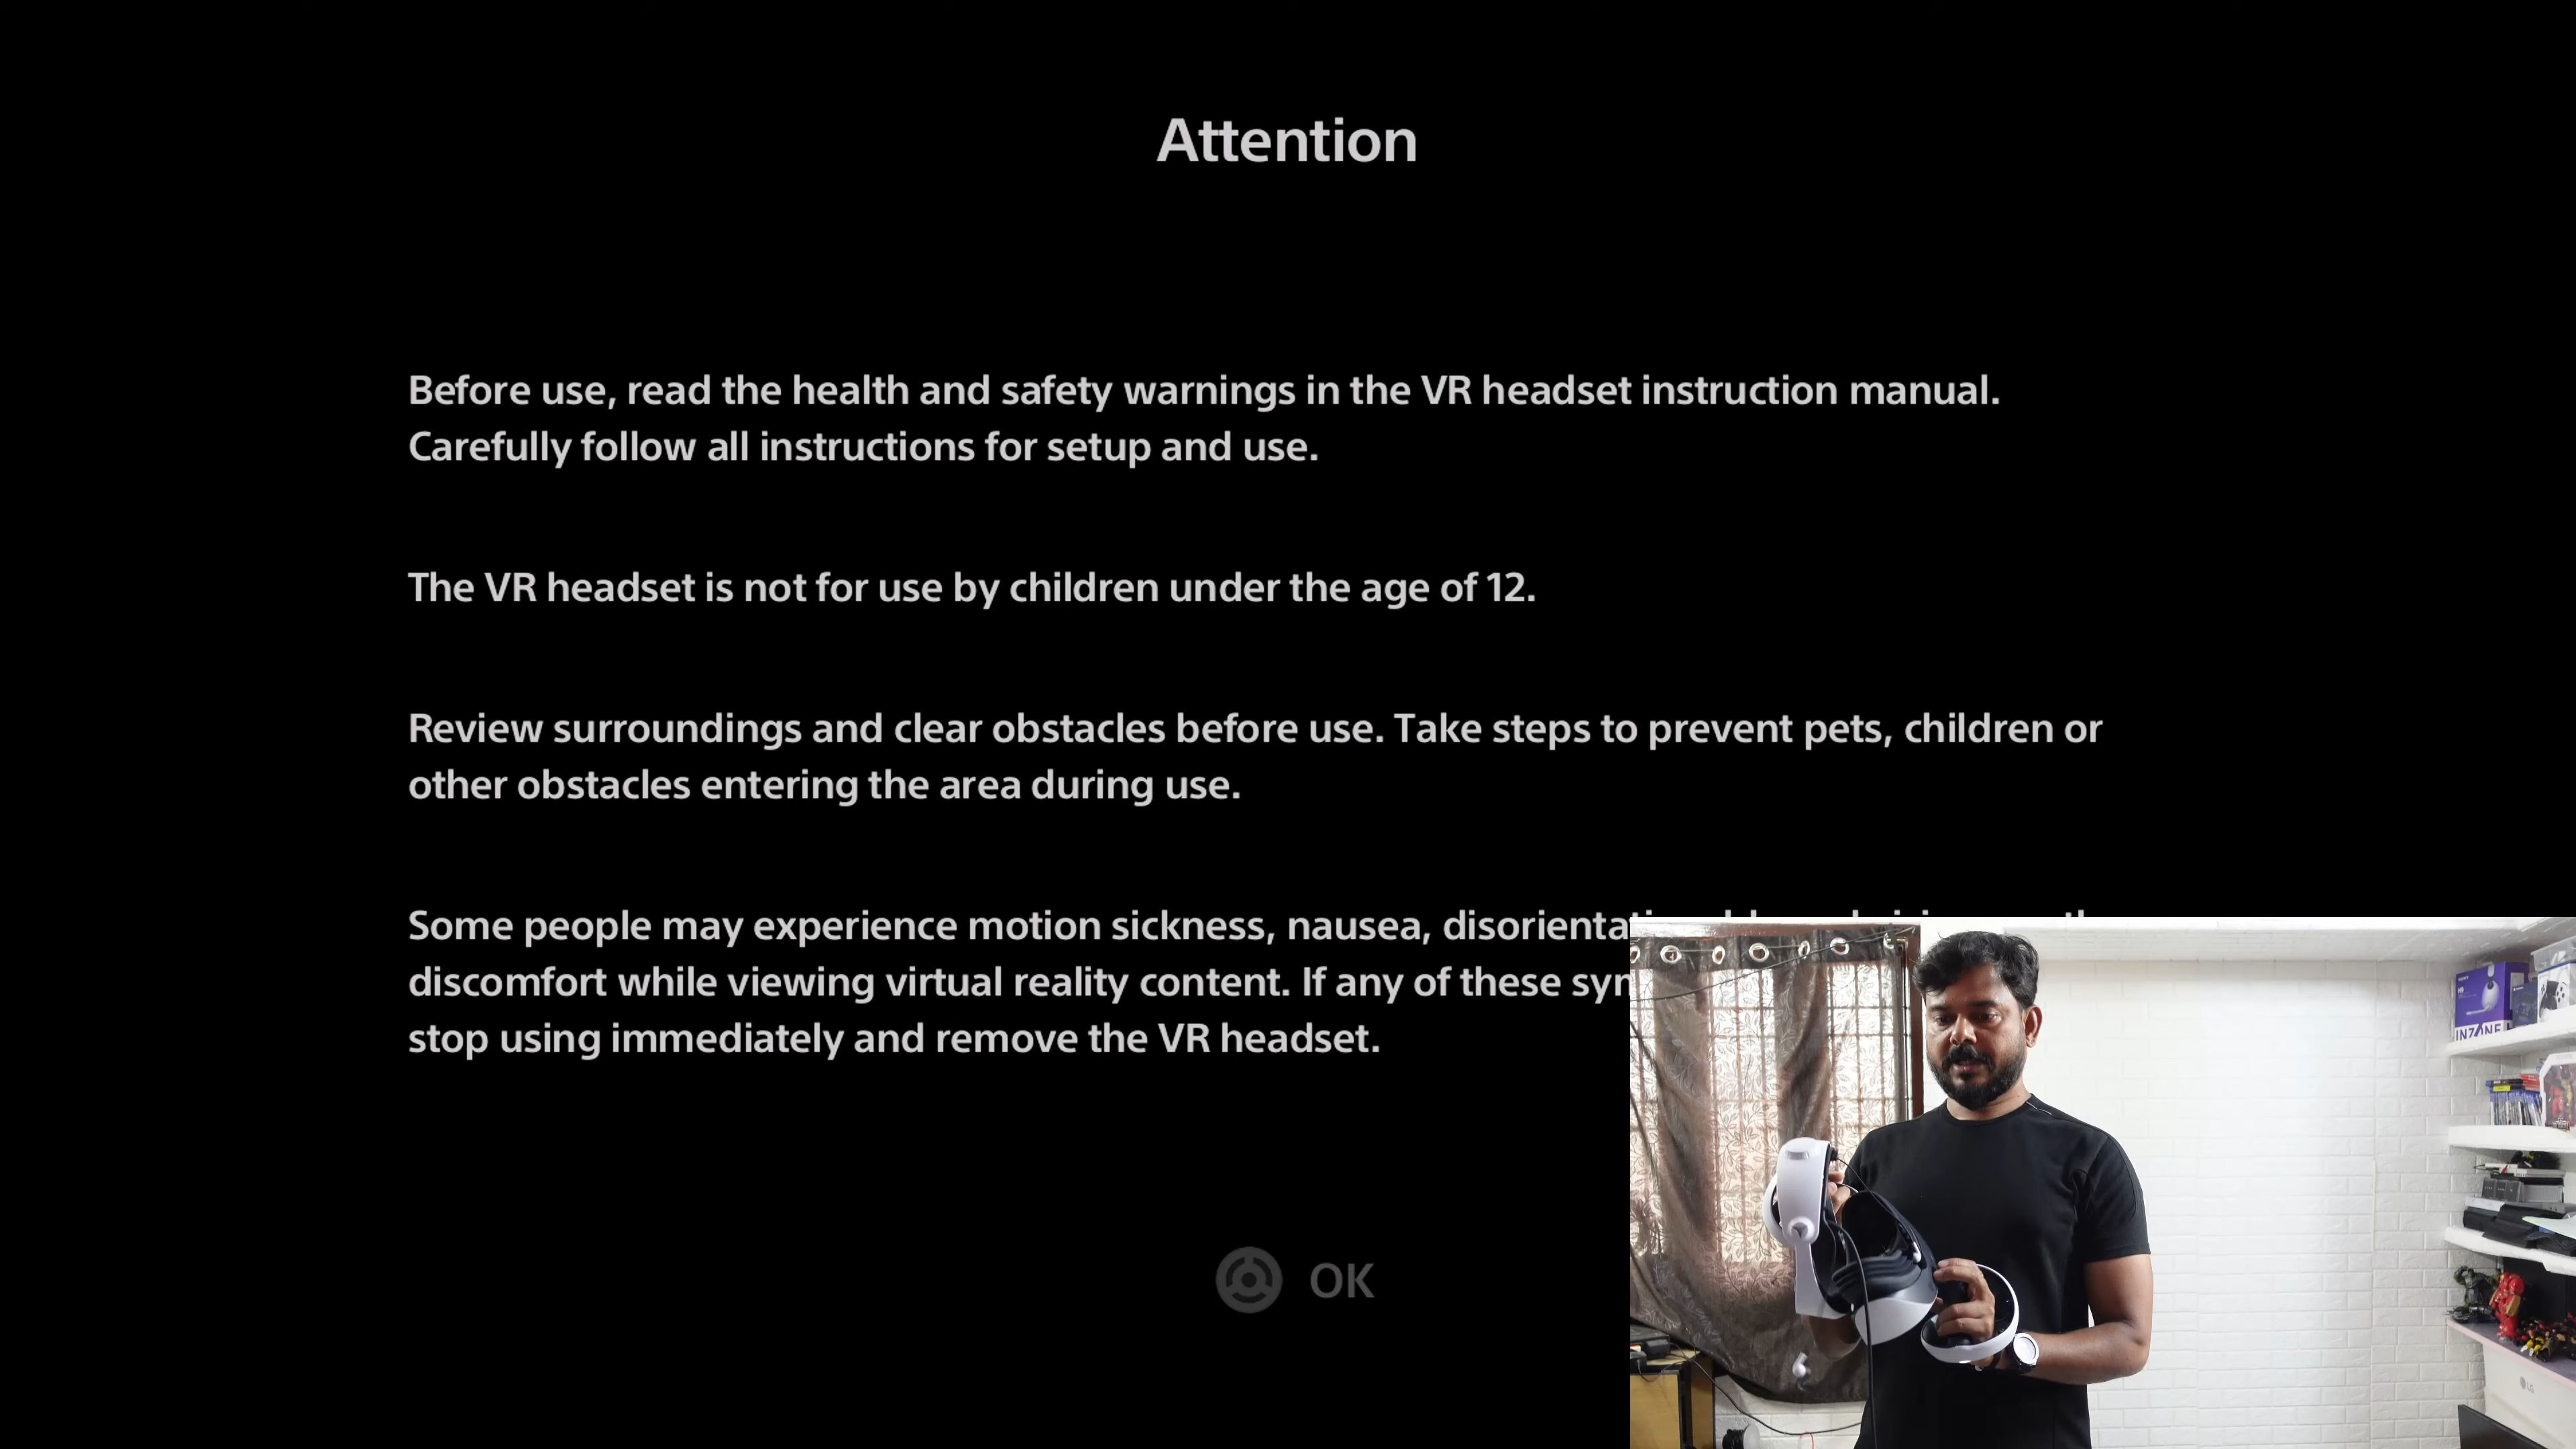 Attention
Before use, read the health and safety warnings in the VR headset instruction manual.
Carefully follow all instructions for setup and use.
The VR headset is not for use by children under the age of 12.
Review surroundings and clear obstacles before use. Take steps to prevent pets, children or
other obstacles entering the area during use.
Some people may experience motion sickness, nausea,
discomfort while viewing virtual reality content. If any of these
stop using immediately and remove the VR headset.
OK
INZONE
LG